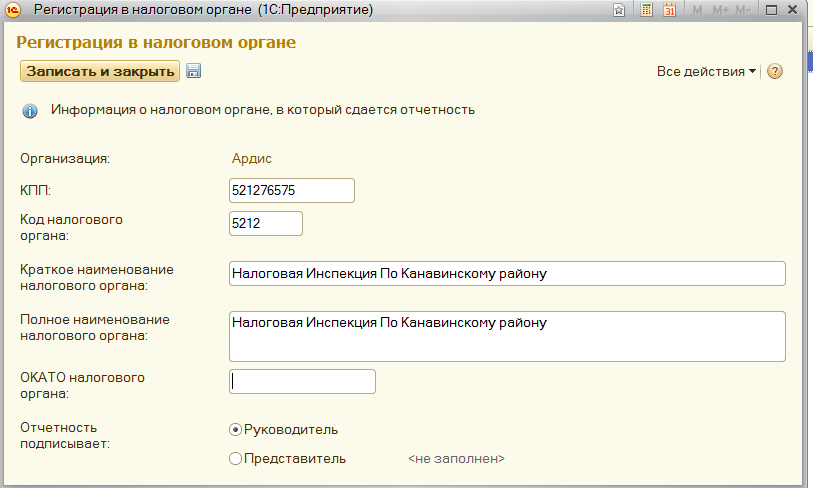 Регистрация в налоговом органе (1С:Предприятие)
M M+ M-
Регистрация в налоговом органе
Записать и закрыть
Все действия
?
Информация о налоговом органе, в который сдается отчетность
Организация: Ардис
КПП: 521276575
Код налогового
органа: 5212
Краткое наименование
налогового органа: Налоговая Инспекция По Канавинскому району
Полное наименование
налогового органа: Налоговая Инспекция По Канавинскому району
ОКАТО налогового
органа:
Отчетность
подписывает: Руководитель
Представитель <не заполнен>